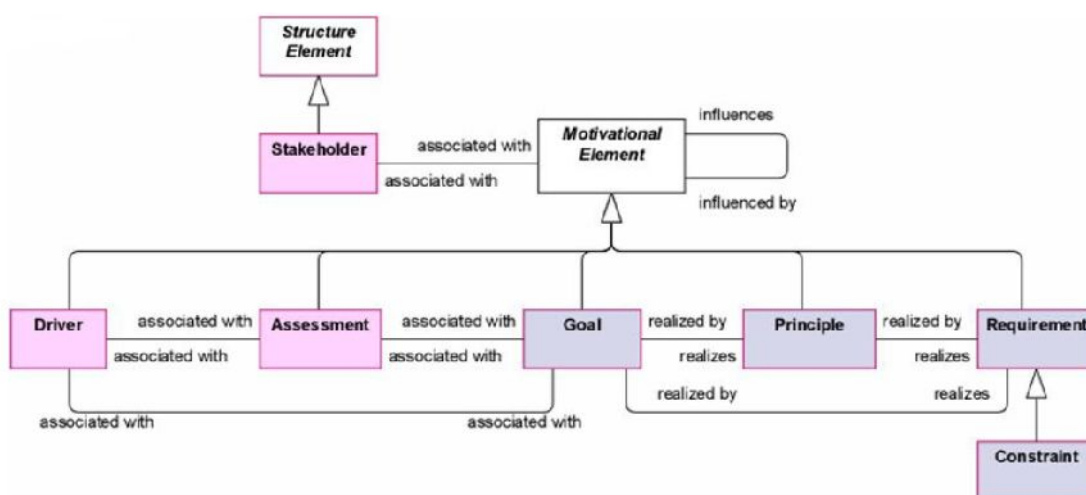 Structure
Element
Stakeholder
associated with
associated with
Motivational
Element
influences
influenced by
Driver
associated with
associated with
Assessment
associated with
associated with
Goal
realized by
realizes
Principle
realized by
realizes
Requirement
associated with
associated with
realized by
realizes
Constraint